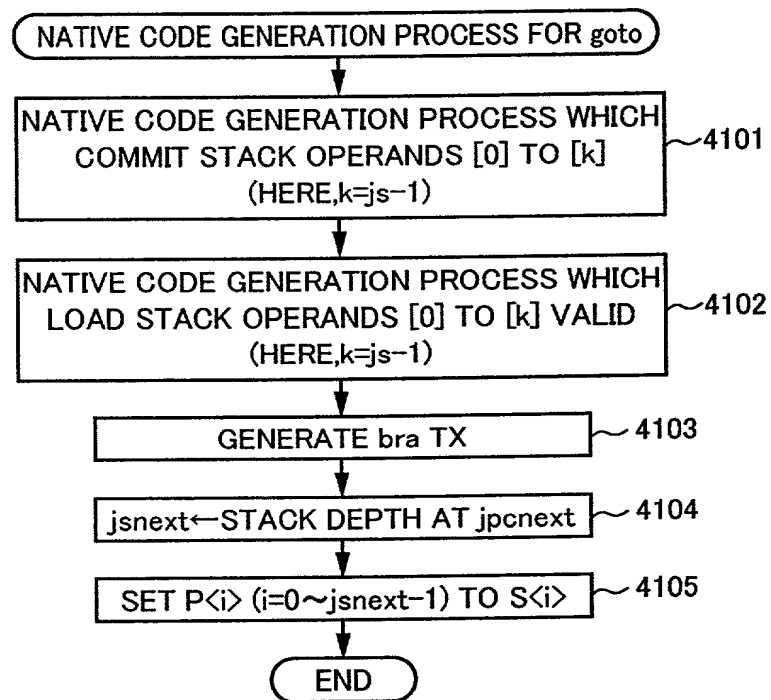 NATIVE CODE GENERATION PROCESS FOR goto
NATIVE CODE GENERATION PROCESS WHICH
COMMIT STACK OPERANDS [0] TO [k]
(HERE,k=js-1)
4101
NATIVE CODE GENERATION PROCESS WHICH
LOAD STACK OPERANDS [0] TO [k] VALID
(HERE,k=js-1)
4102
GENERATE bra TX
4103
jsnext←STACK DEPTH AT jpcnext
4104
SET P<i> (i=0~jsnext-1) TO S<i>
4105
END